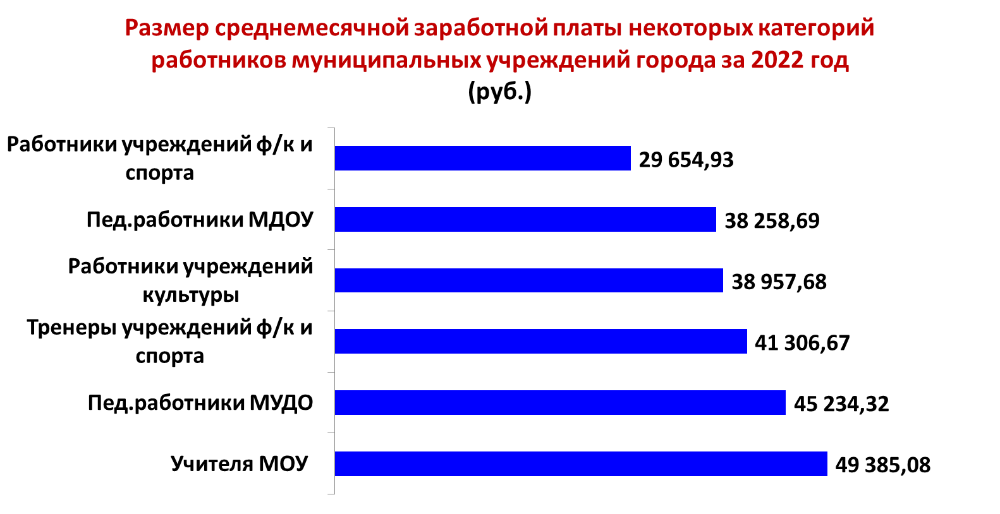 Размер среднемесячной заработной платы некоторых категорий
работников муниципальных учреждений города за 2022 год
(руб.)
Работники учреждений ф/к и
спорта
29 654,93
Пед.работники МДОУ
38 258,69
Работники учреждений
культуры
38 957,68
Тренеры учреждений ф/к и
спорта
41 306,67
Пед.работники МУДО
45 234,32
Учителя МОУ
49 385,08